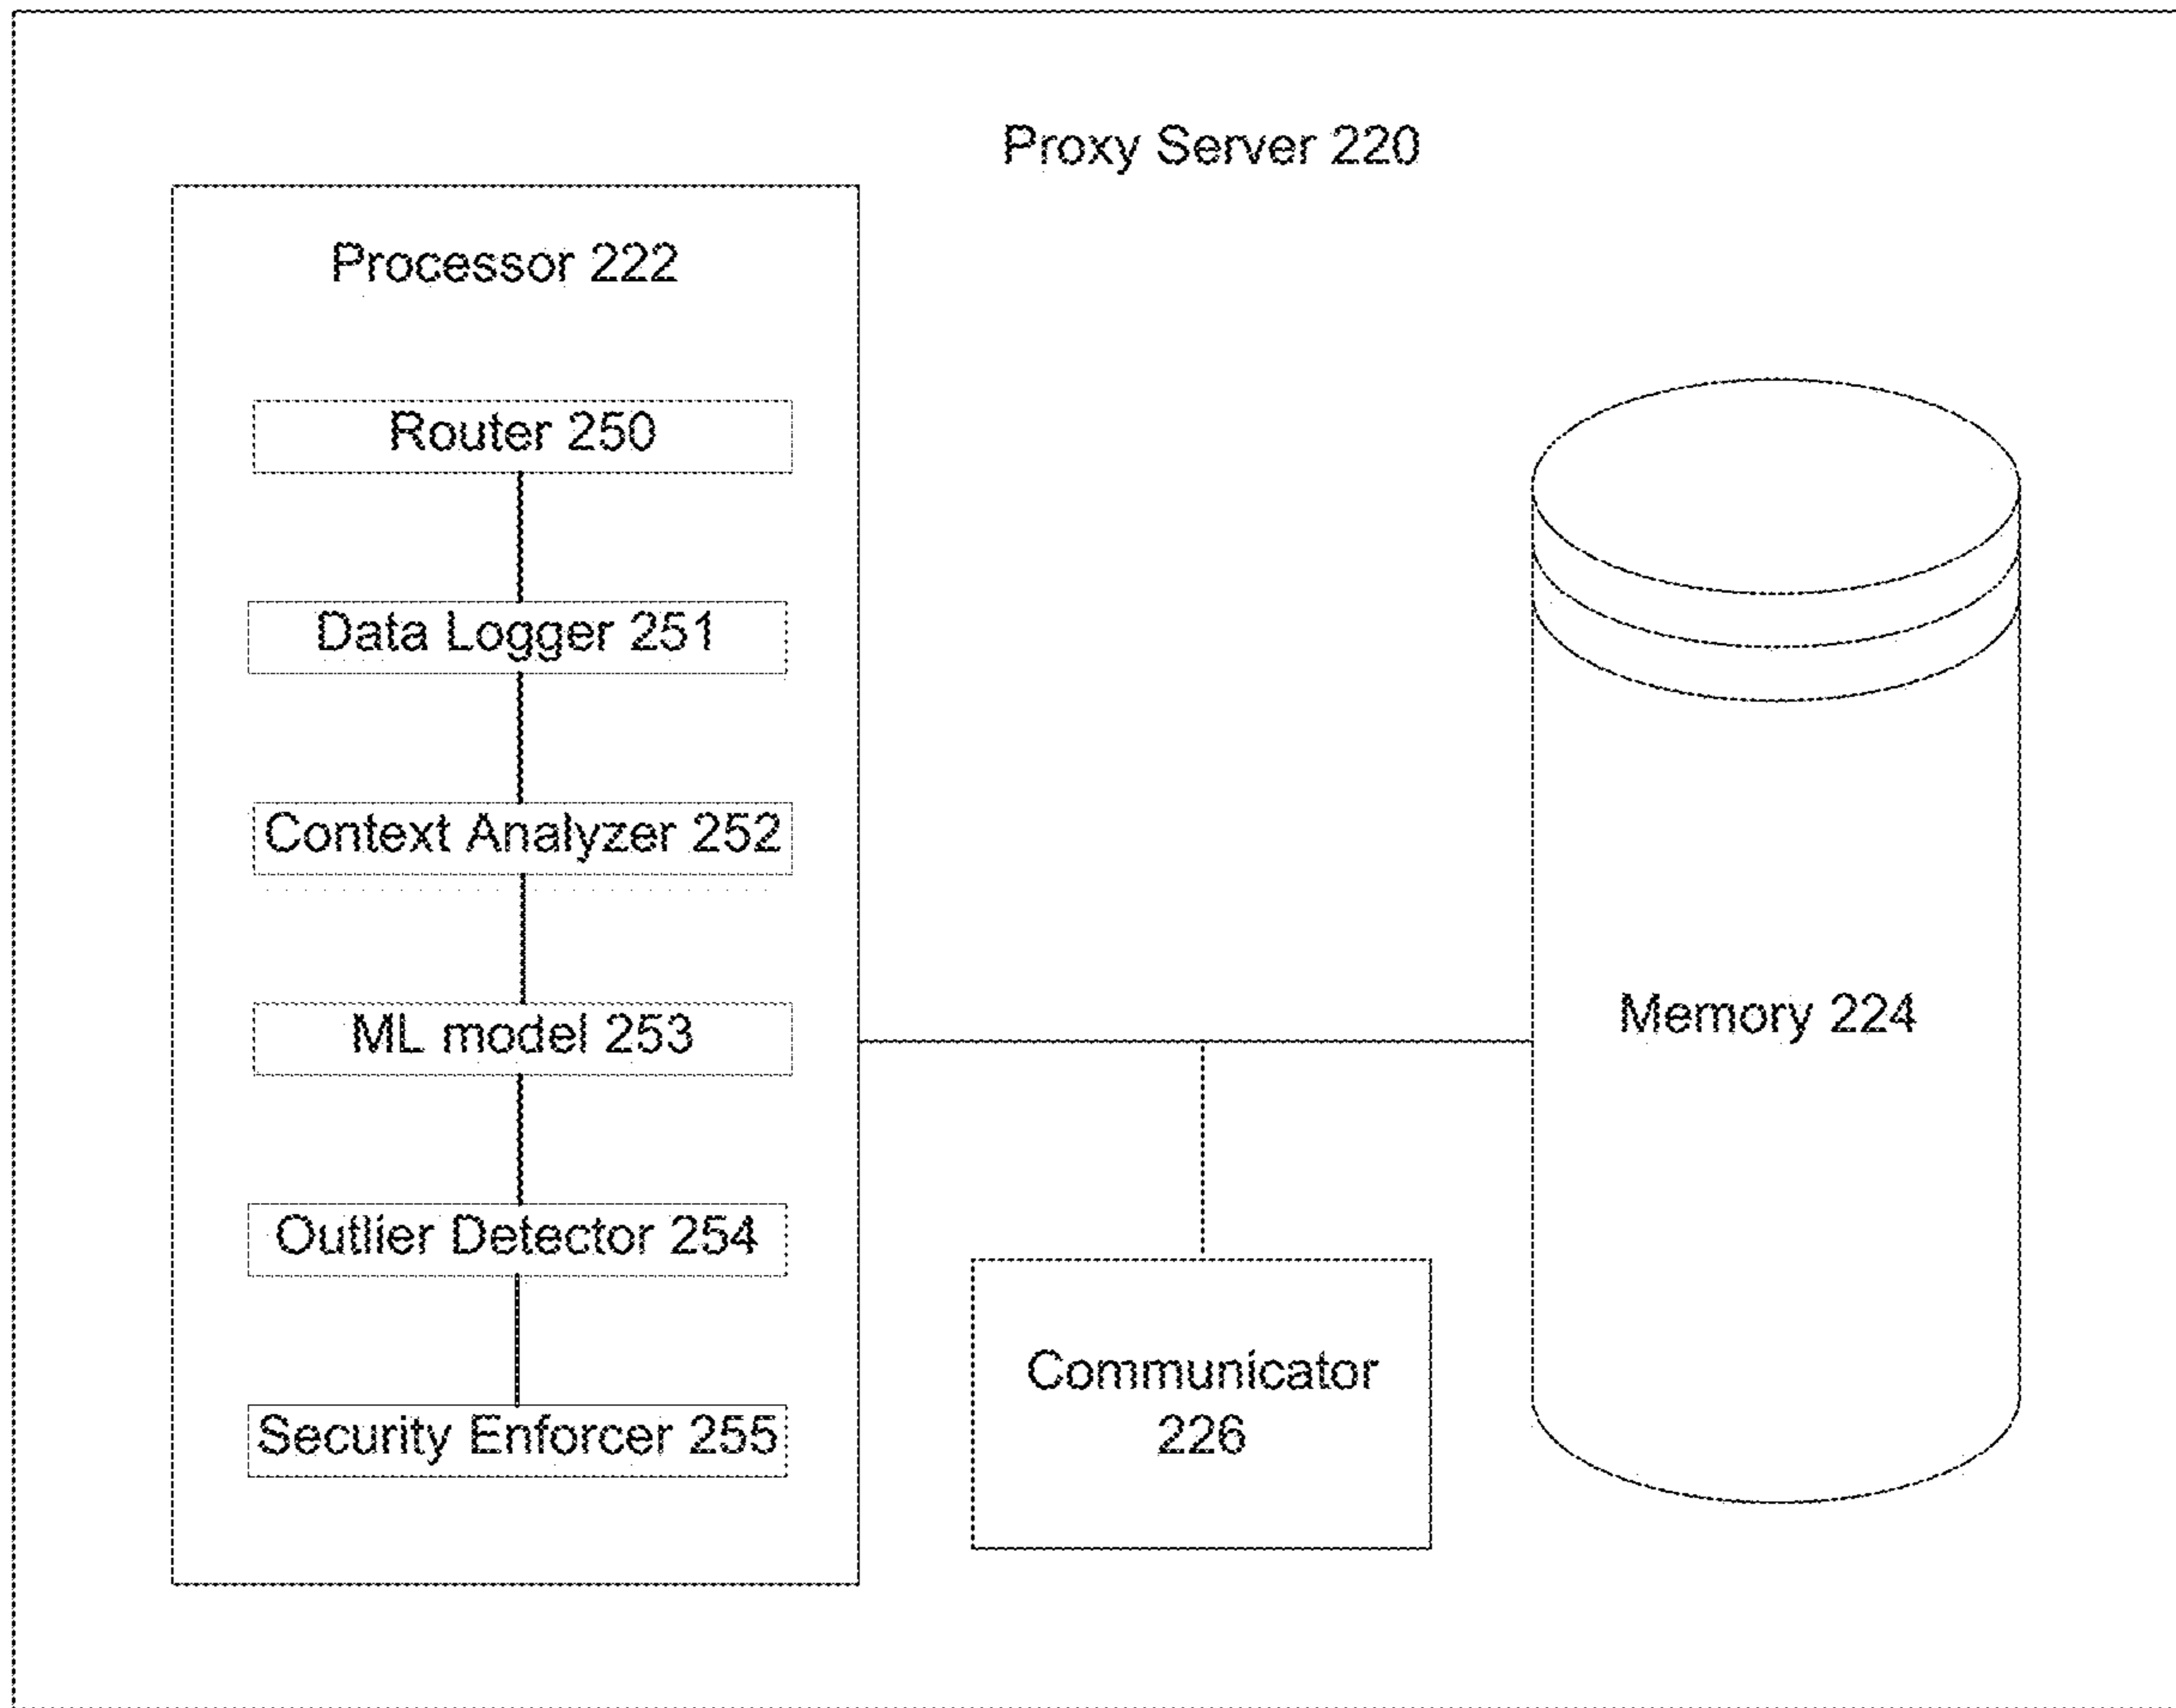 Proxy Server 220
Processor 222
Router 250
Data Logger 251
Context Analyzer 252
ML model 253
Outlier Detector 254
Security Enforcer 255
Communicator
226
Memory 224